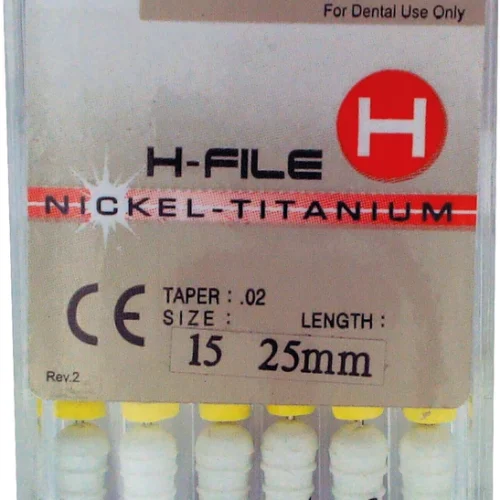 For Dental Use Only
H
H-FILE
NICKEL-TITANIUM
CE
TAPER : .02
SIZE : LENGTH :
15 25mm
Rev.2